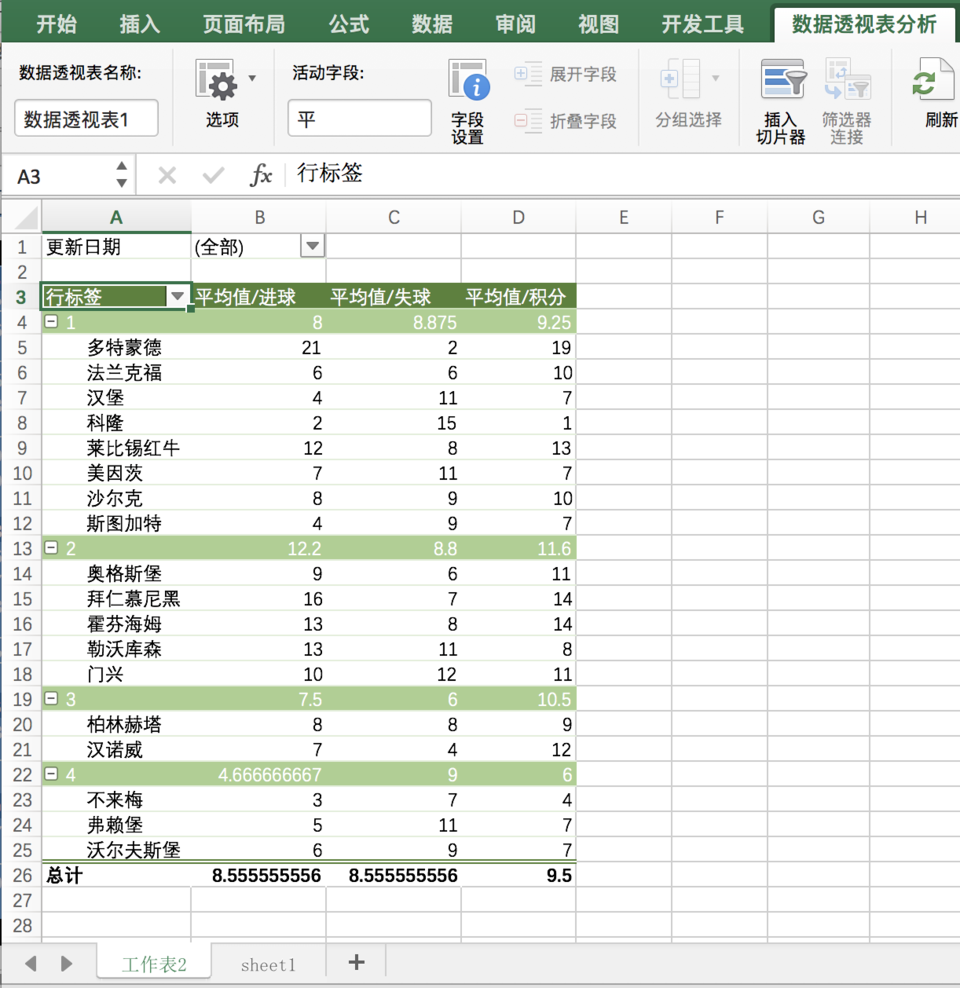 开始 插入 页面布局 公式 数据 审阅 视图 开发工具 数据透视表分析
数据透视表名称:
数据透视表1
选项
活动字段:
平
字段
设置
展开字段
折叠字段
分组选择
插入
切片器
筛选器
连接
刷新
A3 fx 行标签
A B C D E F G H
1 更新日期 (全部)
2
3 行标签 平均值/进球 平均值/失球 平均值/积分
4 1 8 8.875 9.25
5 多特蒙德 21 2 19
6 法兰克福 6 6 10
7 汉堡 4 11 7
8 科隆 2 15 1
9 莱比锡红牛 12 8 13
10 美因茨 7 11 7
11 沙尔克 8 9 10
12 斯图加特 4 9 7
13 2 12.2 8.8 11.6
14 奥格斯堡 9 6 11
15 拜仁慕尼黑 16 7 14
16 霍芬海姆 13 8 14
17 勒沃库森 13 11 8
18 门兴 10 12 11
19 3 7.5 6 10.5
20 柏林赫塔 8 8 9
21 汉诺威 7 4 12
22 4 4.666666667 9 6
23 不来梅 3 7 4
24 弗赖堡 5 11 7
25 沃尔夫斯堡 6 9 7
26 总计 8.555555556 8.555555556 9.5
27
28
工作表2 sheet1 +